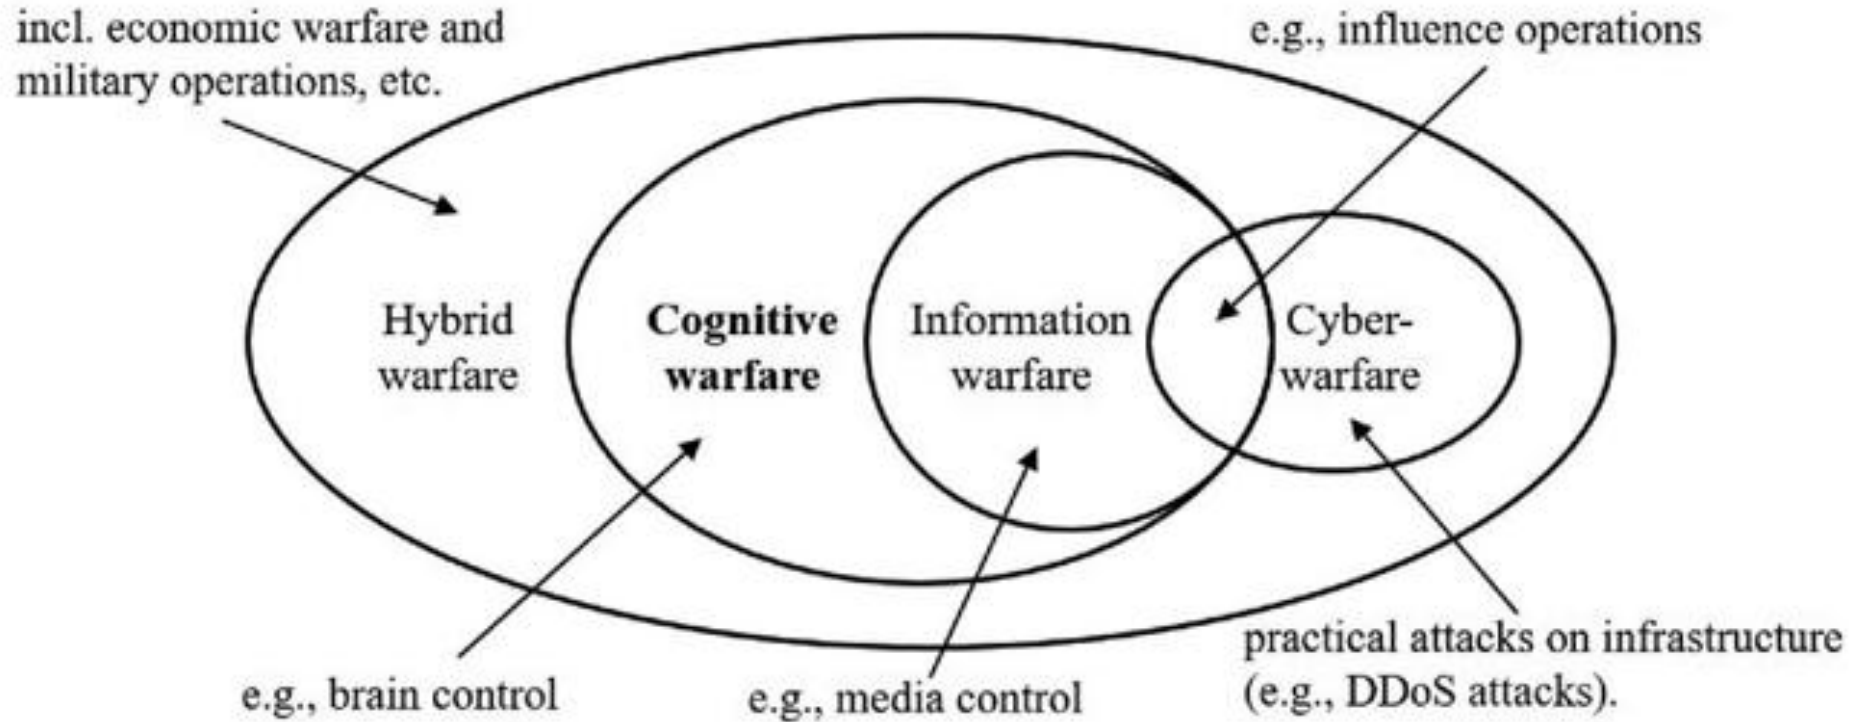 incl. economic warfare and
military operations, etc.
e.g., influence operations
Hybrid
warfare
Cognitive
warfare
Information
warfare
Cyber-
warfare
e.g., brain control
e.g., media control
practical attacks on infrastructure
(e.g., DDoS attacks).